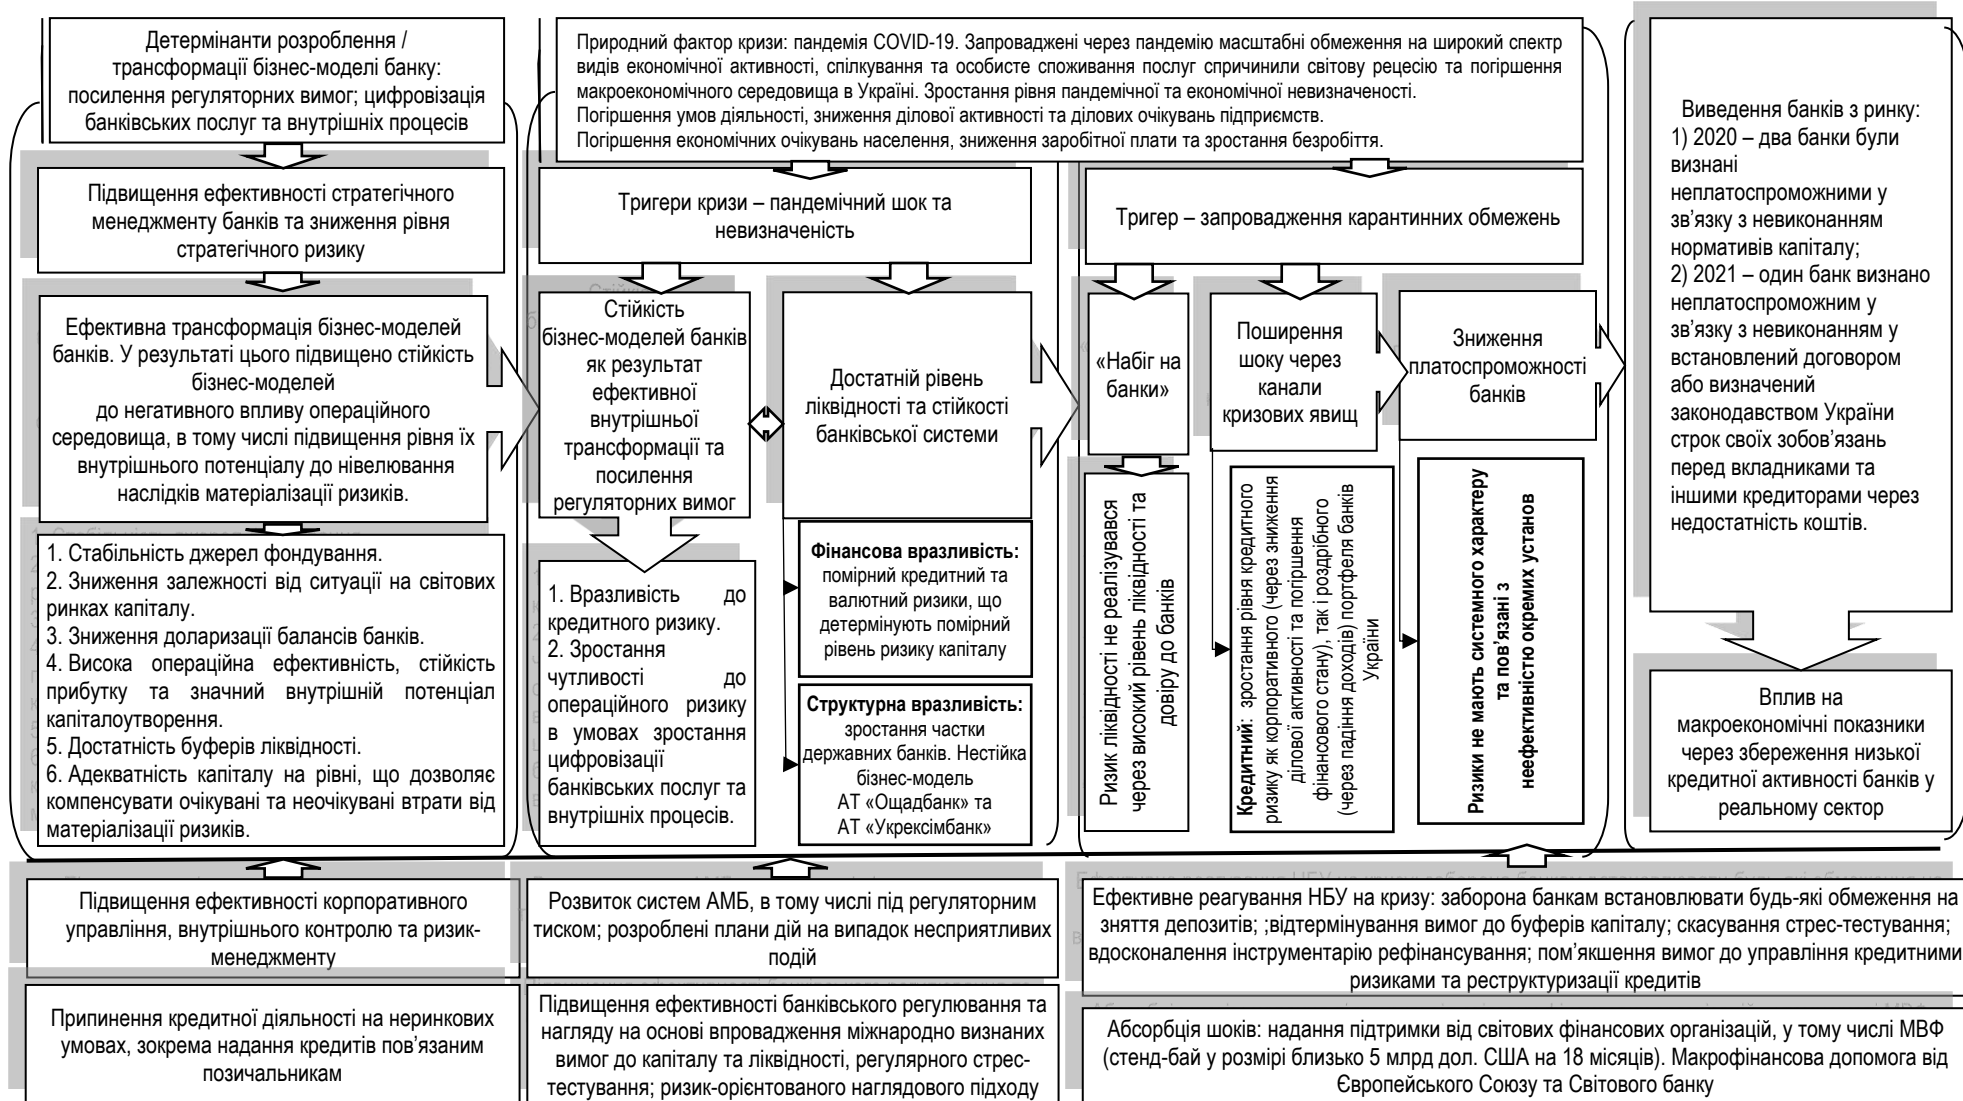 Детермінанти розроблення /
трансформації бізнес-моделі банку:
посилення регуляторних вимог; цифровізація
банківських послуг та внутрішніх процесів
Підвищення ефективності стратегічного
менеджменту банків та зниження рівня
стратегічного ризику
Ефективна трансформація бізнес-моделей
банків. У результаті цього підвищено стійкість
бізнес-моделей
до негативного впливу операційного
середовища, в тому числі підвищення рівня їх
внутрішнього потенціалу до нівелювання
наслідків матеріалізації ризиків.
1. Стабільність джерел фондування.
2. Зниження залежності від ситуації на світових
ринках капіталу.
3. Зниження доларизації балансів банків.
4. Висока операційна ефективність, стійкість
прибутку та значний внутрішній потенціал
капіталоутворення.
5. Достатність буферів ліквідності.
6. Адекватність капіталу на рівні, що дозволяє
компенсувати очікувані та неочікувані втрати від
матеріалізації ризиків.
Природний фактор кризи: пандемія COVID-19. Запроваджені через пандемію масштабні обмеження на широкий спектр
видів економічної активності, спілкування та особисте споживання послуг спричинили світову рецесію та погіршення
макроекономічного середовища в Україні. Зростання рівня пандемічної та економічної невизначеності.
Погіршення умов діяльності, зниження ділової активності та ділових очікувань підприємств.
Погіршення економічних очікувань населення, зниження заробітної плати та зростання безробіття.
Тригери кризи – пандемічний шок та
невизначеність
Стійкість
бізнес-моделей банків
як результат
ефективної
внутрішньої
трансформації та
посилення
регуляторних вимог
1. Вразливість до
кредитного ризику.
2. Зростання
чутливості до
операційного ризику
в умовах зростання
цифровізації
банківських послуг та
внутрішніх процесів.
Достатній рівень
ліквідності та стійкості
банківської системи
Фінансова вразливість:
помірний кредитний та
валютний ризики, що
детермінують помірний
рівень ризику капіталу
Структурна вразливість:
зростання частки
державних банків. Нестійка
бізнес-модель
АТ «Ощадбанк» та
АТ «Укрексімбанк»
Тригер – запровадження карантинних обмежень
«Набіг на
банки»
Ризик ліквідності не реалізувався
через високий рівень ліквідності та
довіру до банків
Поширення
шоку через
канали
кризових явищ
Кредитний: зростання рівня кредитного
ризику як корпоративного (через зниження
ділової активності та погіршення
фінансового стану), так і роздрібного
(через падіння доходів) портфеля банків
України
Зниження
платоспроможності
банків
Ризики не мають системного характеру
та пов’язані з
неефективністю окремих установ
Виведення банків з ринку:
1) 2020 – два банки були
визнані
неплатоспроможними у
зв’язку з невиконанням
нормативів капіталу;
2) 2021 – один банк визнано
неплатоспроможним у
зв’язку з невиконанням у
встановлений договором
або визначений
законодавством України
строк своїх зобов’язань
перед вкладниками та
іншими кредиторами через
недостатність коштів.
Вплив на
макроекономічні показники
через збереження низької
кредитної активності банків у
реальному сектор
Підвищення ефективності корпоративного
управління, внутрішнього контролю та ризик-
менеджменту
Припинення кредитної діяльності на неринкових
умовах, зокрема надання кредитів пов’язаним
позичальникам
Розвиток систем АМБ, в тому числі під регуляторним
тиском; розроблені плани дій на випадок несприятливих
подій
Підвищення ефективності банківського регулювання та
нагляду на основі впровадження міжнародно визнаних
вимог до капіталу та ліквідності, регулярного стрес-
тестування; ризик-орієнтованого наглядового підходу
Ефективне реагування НБУ на кризу: заборона банкам встановлювати будь-які обмеження на
зняття депозитів; ;відтермінування вимог до буферів капіталу; скасування стрес-тестування;
вдосконалення інструментарію рефінансування; пом’якшення вимог до управління кредитними
ризиками та реструктуризації кредитів
Абсорбція шоків: надання підтримки від світових фінансових організацій, у тому числі МВФ
(стенд-бай у розмірі близько 5 млрд дол. США на 18 місяців). Макрофінансова допомога від
Європейського Союзу та Світового банку